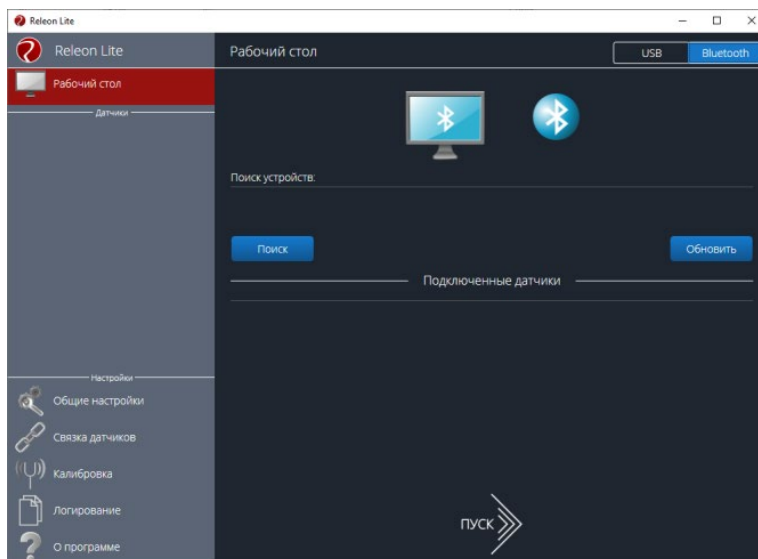 Releon Lite
Releon Lite
Рабочий стол
USB
Bluetooth
Рабочий стол
Датчики
Поиск устройств:
Поиск
Обновить
Подключенные датчики
Настройки
Общие настройки
Связка датчиков
Калибровка
Логирование
О программе
ПУСК